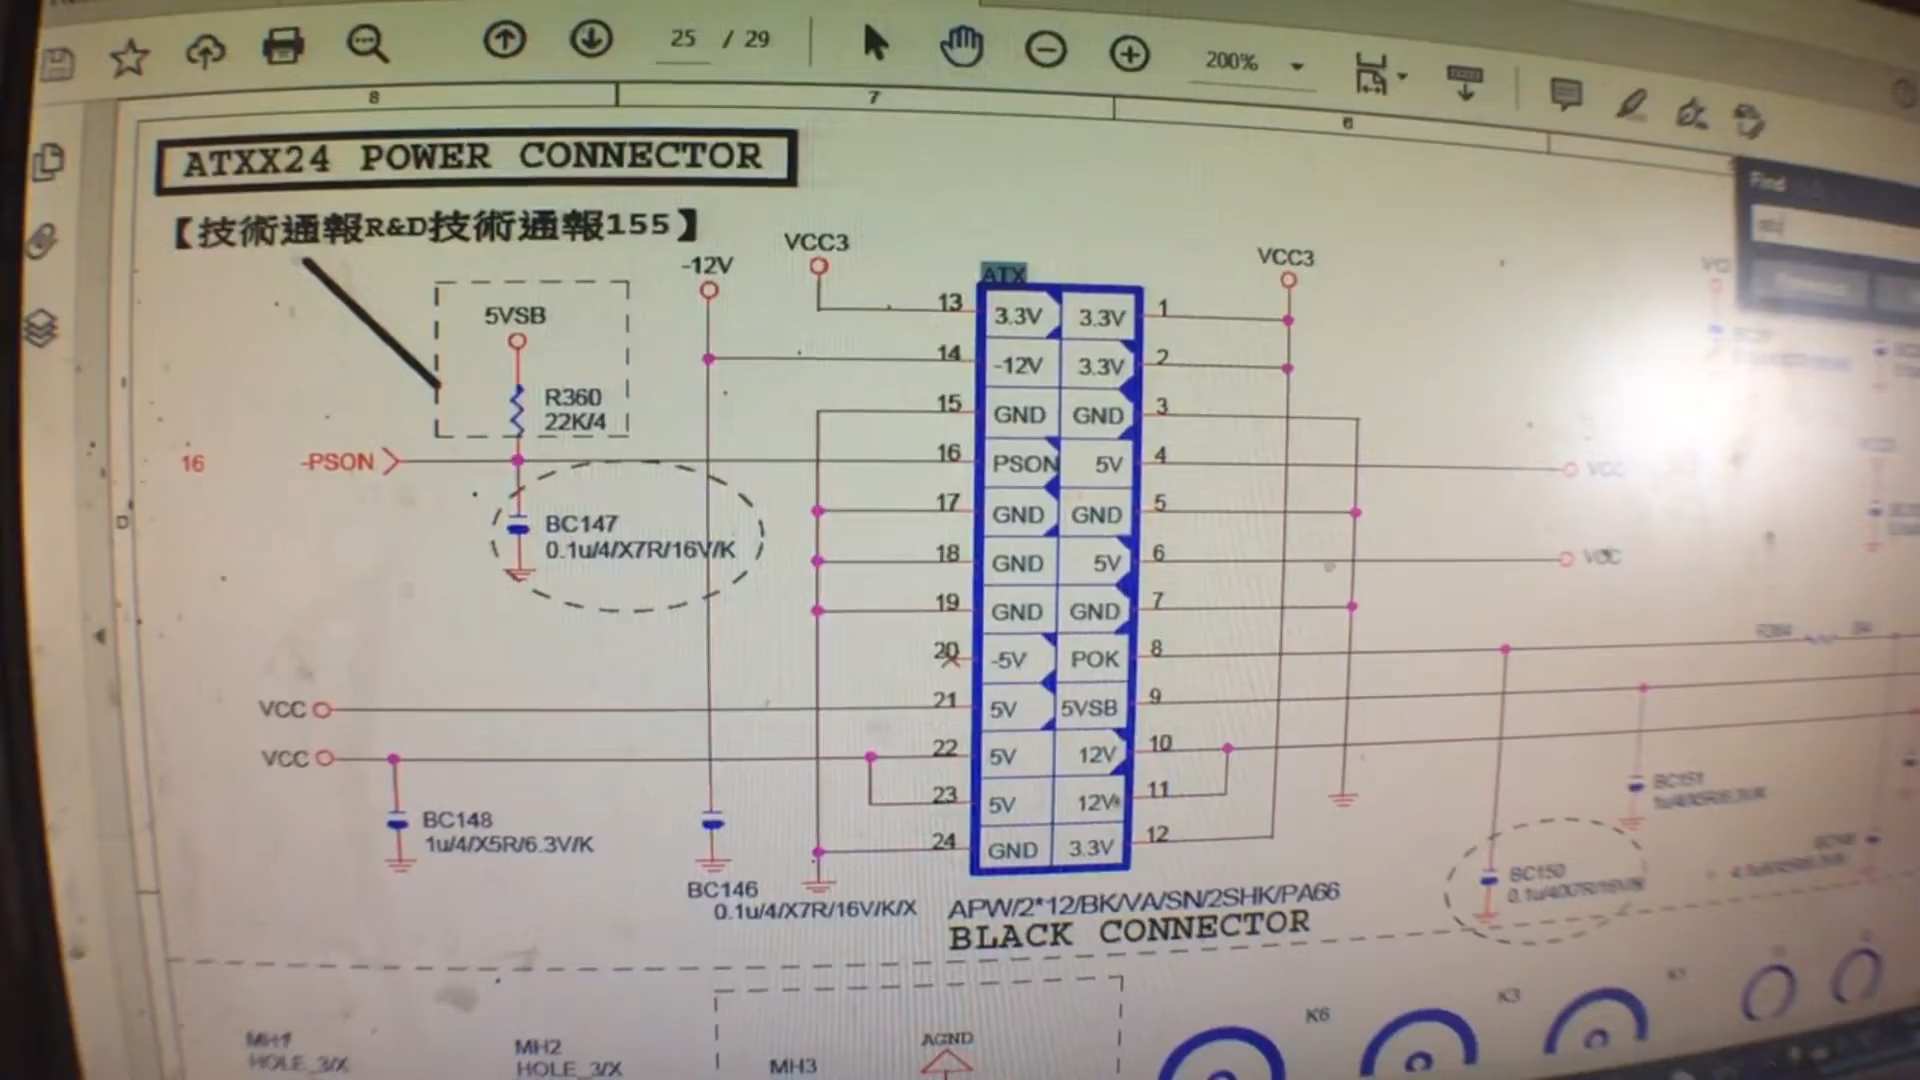 25 / 29
200%
8 7 6
ATXX24 POWER CONNECTOR
Find
【技術通報R&D技術通報155】
-12V
VCC3
VCC3
ATX
5VSB
R360
22K/4
16
-PSON
BC147
0.1u/4/X7R/16V/K
13 3.3V 3.3V 1
14 -12V 3.3V 2
15 GND GND 3
16 PSON 5V 4 VCC
17 GND GND 5
18 GND 5V 6 VCC
19 GND GND 7
20 -5V POK 8
VCC 21 5V 5VSB 9
VCC 22 5V 12V 10
23 5V 12V 11
24 GND 3.3V 12
BC148
1u/4/X5R/6.3V/K
BC146
0.1u/4/X7R/16V/K/X
APW/2*12/BK/VA/SN/2SHK/PA66
BLACK CONNECTOR
BC151
BC150
MH1
HOLE_3/X
MH2
HOLE_3/X
MH3
AGND
K6
K3